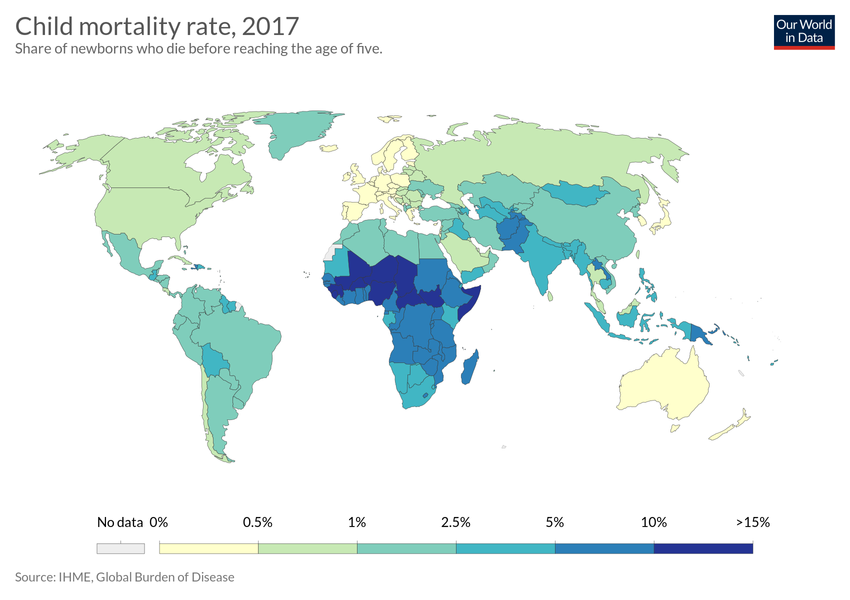 Child mortality rate, 2017
Share of newborns who die before reaching the age of five.
Our World
in Data
No data 0% 0.5% 1% 2.5% 5% 10% >15%
Source: IHME, Global Burden of Disease